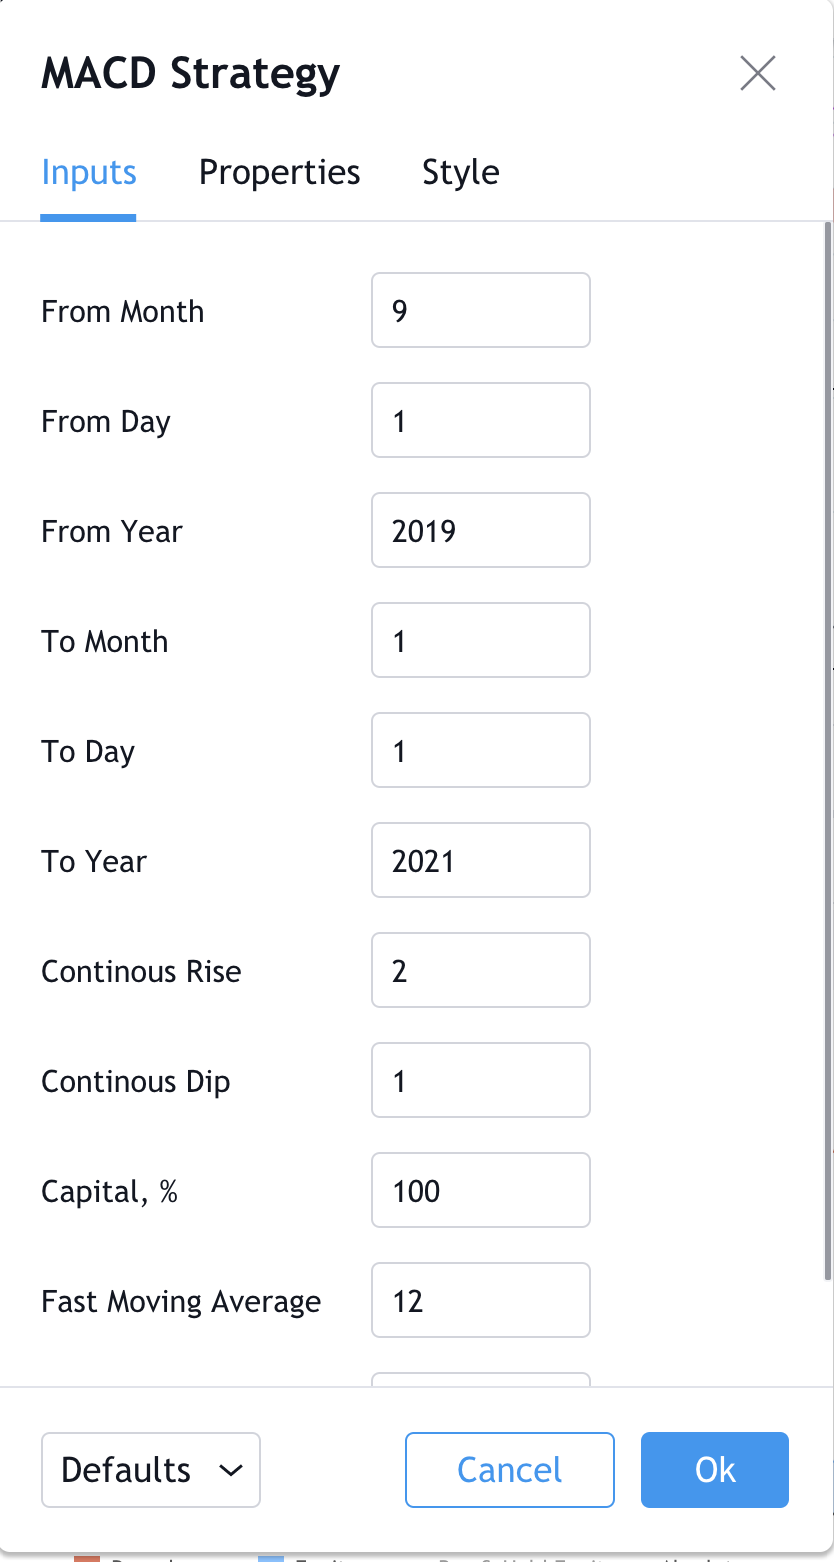 MACD Strategy
Inputs Properties Style
From Month 9
From Day 1
From Year 2019
To Month 1
To Day 1
To Year 2021
Continous Rise 2
Continous Dip 1
Capital, % 100
Fast Moving Average 12
Defaults Cancel Ok